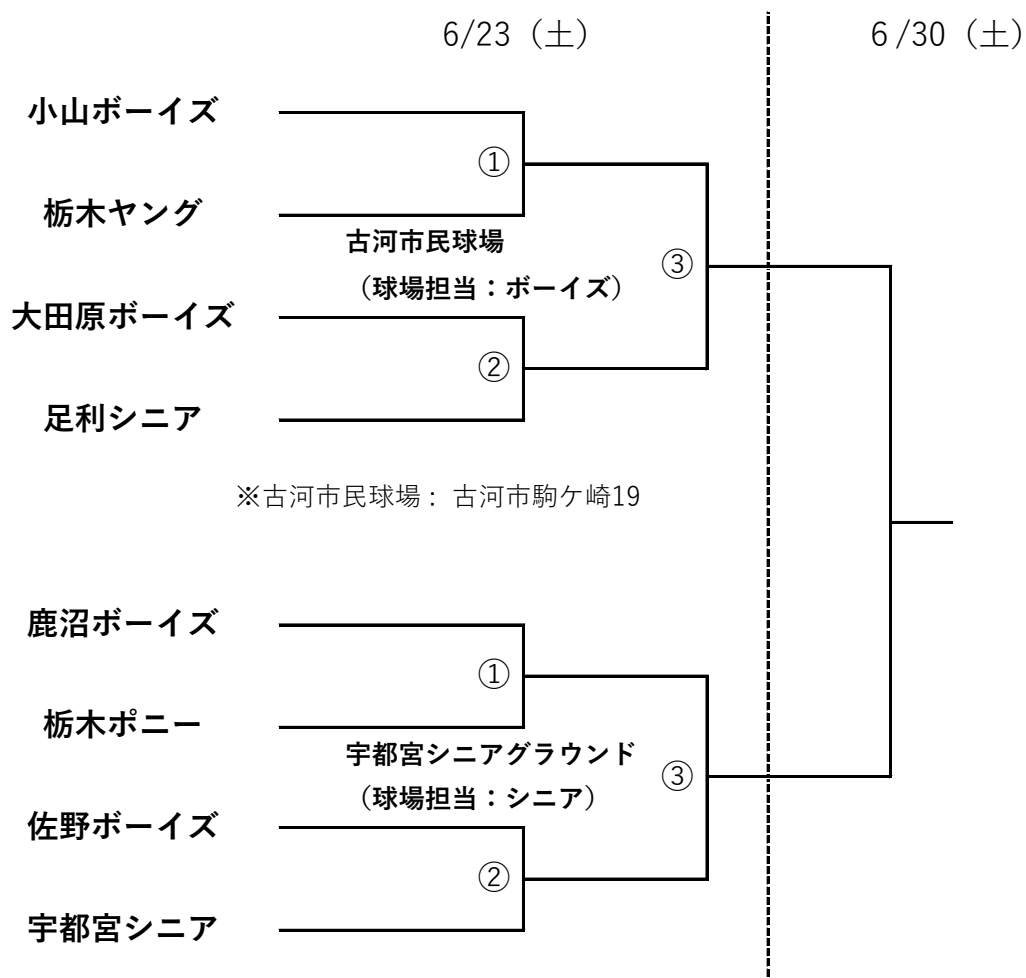 6/23（土）
6/30（土）
小山ボーイズ
①
栃木ヤング
古河市民球場
（球場担当：ボーイズ）
③
大田原ボーイズ
②
足利シニア
※古河市民球場： 古河市駒ケ崎19
鹿沼ボーイズ
①
栃木ポニー
宇都宮シニアグラウンド
（球場担当：シニア）
③
佐野ボーイズ
②
宇都宮シニア